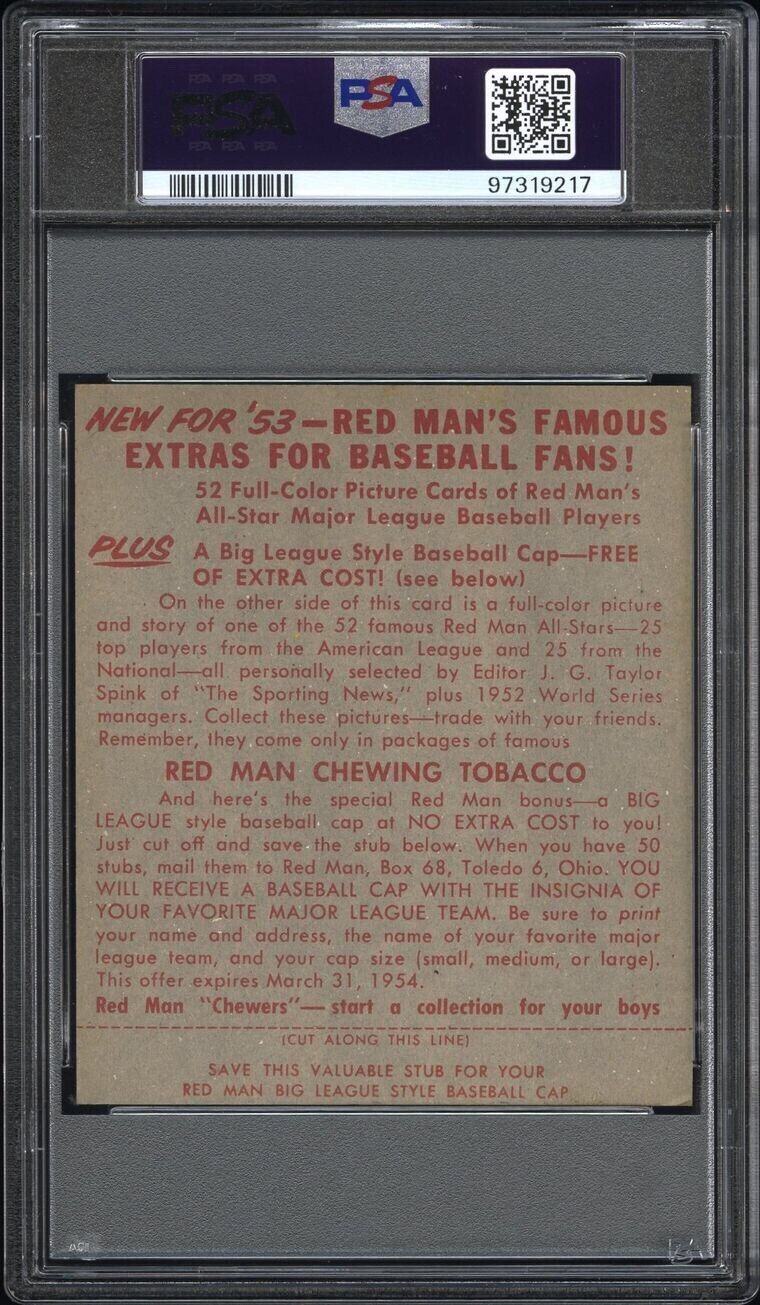 PSA PSA PSA
PSA
PSA PSA PSA
PSA
97319217
NEW FOR '53—RED MAN'S FAMOUS
EXTRAS FOR BASEBALL FANS!
52 Full-Color Picture Cards of Red Man's
All-Star Major League Baseball Players
PLUS A Big League Style Baseball Cap—FREE
OF EXTRA COST! (see below)
On the other side of this card is a full-color picture
and story of one of the 52 famous Red Man All-Stars—25
top players from the American League and 25 from the
National—all personally selected by Editor J. G. Taylor
Spink of "The Sporting News," plus 1952 World Series
managers. Collect these pictures—trade with your friends.
Remember, they come only in packages of famous
RED MAN CHEWING TOBACCO
And here's the special Red Man bonus—a BIG
LEAGUE style baseball cap at NO EXTRA COST to you!
Just cut off and save the stub below. When you have 50
stubs, mail them to Red Man, Box 68, Toledo 6, Ohio. YOU
WILL RECEIVE A BASEBALL CAP WITH THE INSIGNIA OF
YOUR FAVORITE MAJOR LEAGUE TEAM. Be sure to print
your name and address, the name of your favorite major
league team, and your cap size (small, medium, or large).
This offer expires March 31, 1954.
Red Man "Chewers"—start a collection for your boys
(CUT ALONG THIS LINE)
SAVE THIS VALUABLE STUB FOR YOUR
RED MAN BIG LEAGUE STYLE BASEBALL CAP